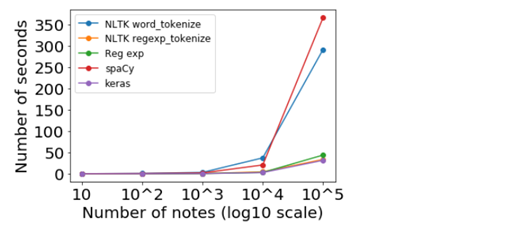 350
300
250
200
150
100
50
0
Number of seconds
NLTK word_tokenize
NLTK regexp_tokenize
Reg exp
spaCy
keras
10 10^2 10^3 10^4 10^5
Number of notes (log10 scale)